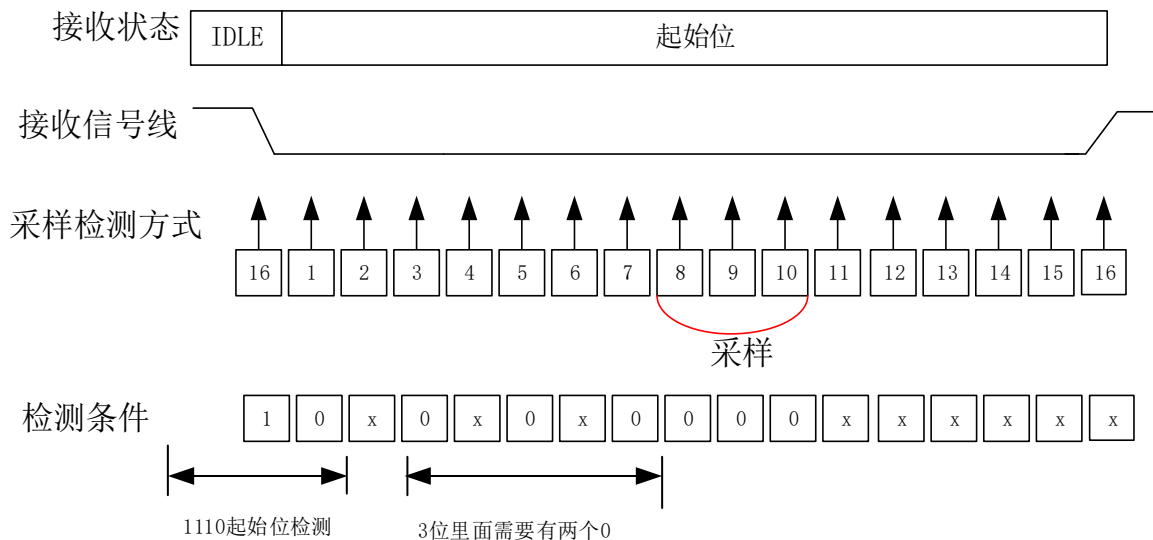 接收状态 IDLE 起始位
接收信号线
采样检测方式
16 1 2 3 4 5 6 7 8 9 10 11 12 13 14 15 16
采样
检测条件 1 0 x 0 x 0 x 0 0 0 0 x x x x x x
1110起始位检测 3位里面需要有两个0